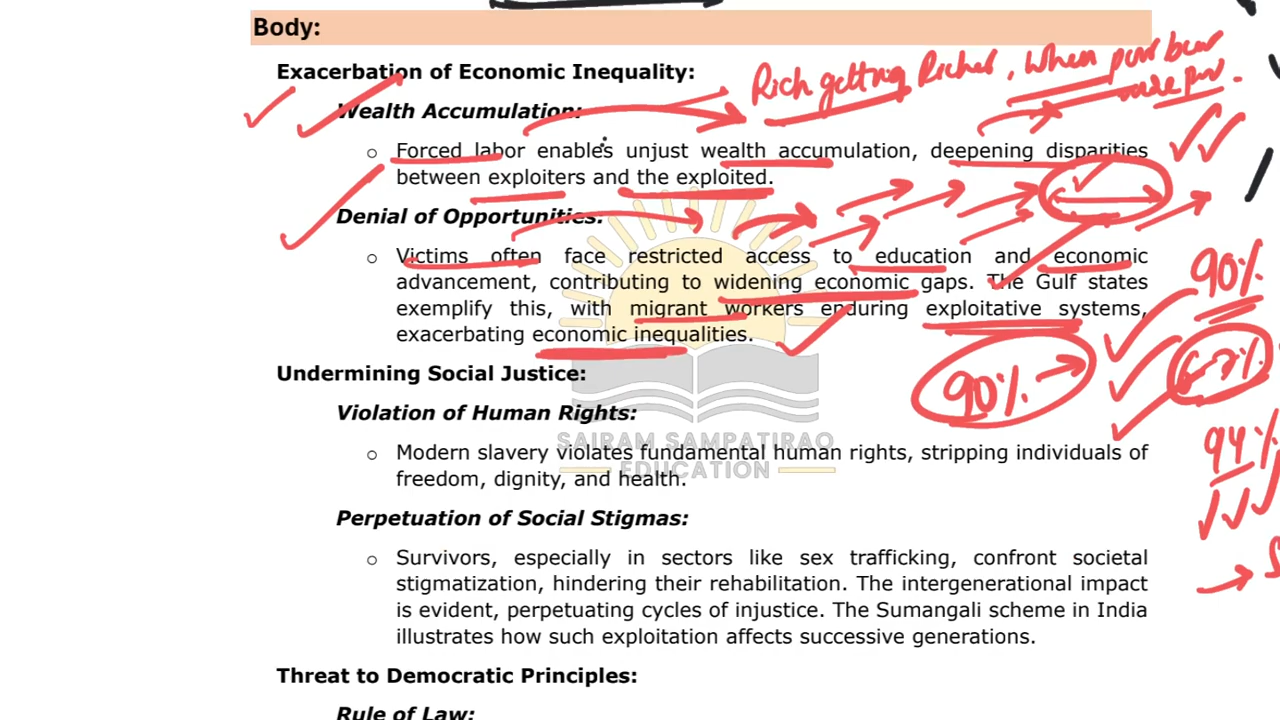 Body:
Exacerbation of Economic Inequality:
Rich getting Richer, when poor
Wealth Accumulation:
o Forced labor enables unjust wealth accumulation, deepening disparities
between exploiters and the exploited.
Denial of Opportunities:
o Victims often face restricted access to education and economic
advancement, contributing to widening economic gaps. The Gulf states
90%
exemplify this, with migrant workers enduring exploitative systems,
exacerbating economic inequalities.
Undermining Social Justice:
90%
Violation of Human Rights:
SAIRAM SAMPATIRAO
94%
o Modern slavery violates fundamental human rights, stripping individuals of
EDUCATION
freedom, dignity, and health.
Perpetuation of Social Stigmas:
o Survivors, especially in sectors like sex trafficking, confront societal
stigmatization, hindering their rehabilitation. The intergenerational impact
is evident, perpetuating cycles of injustice. The Sumangali scheme in India
illustrates how such exploitation affects successive generations.
Threat to Democratic Principles:
Rule of Law: